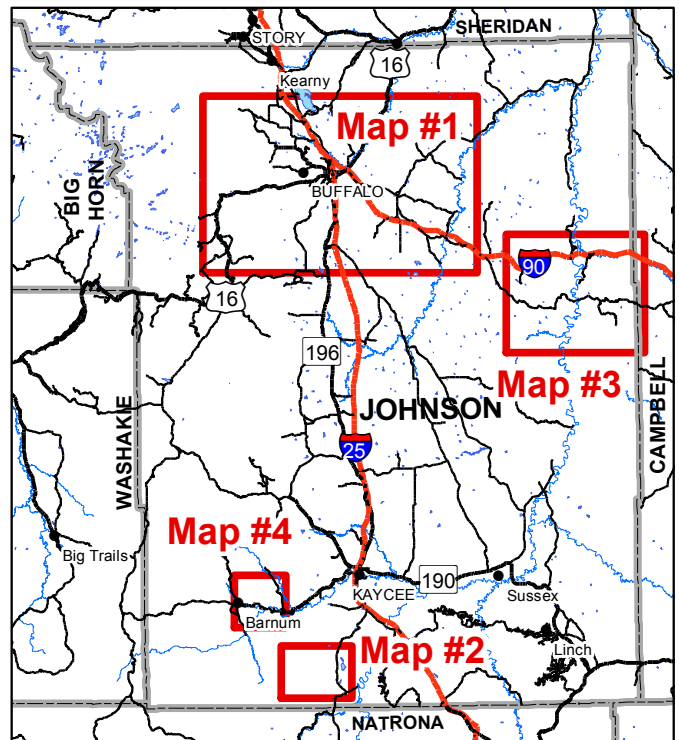 STORY
SHERIDAN
16
Kearny
Map #1
BUFFALO
BIG
HORN
90
16
196
Map #3
JOHNSON
WASHAKIE
CAMPBELL
25
Map #4
Big Trails
KAYCEE
190
Sussex
Barnum
Map #2
Linch
NATRONA